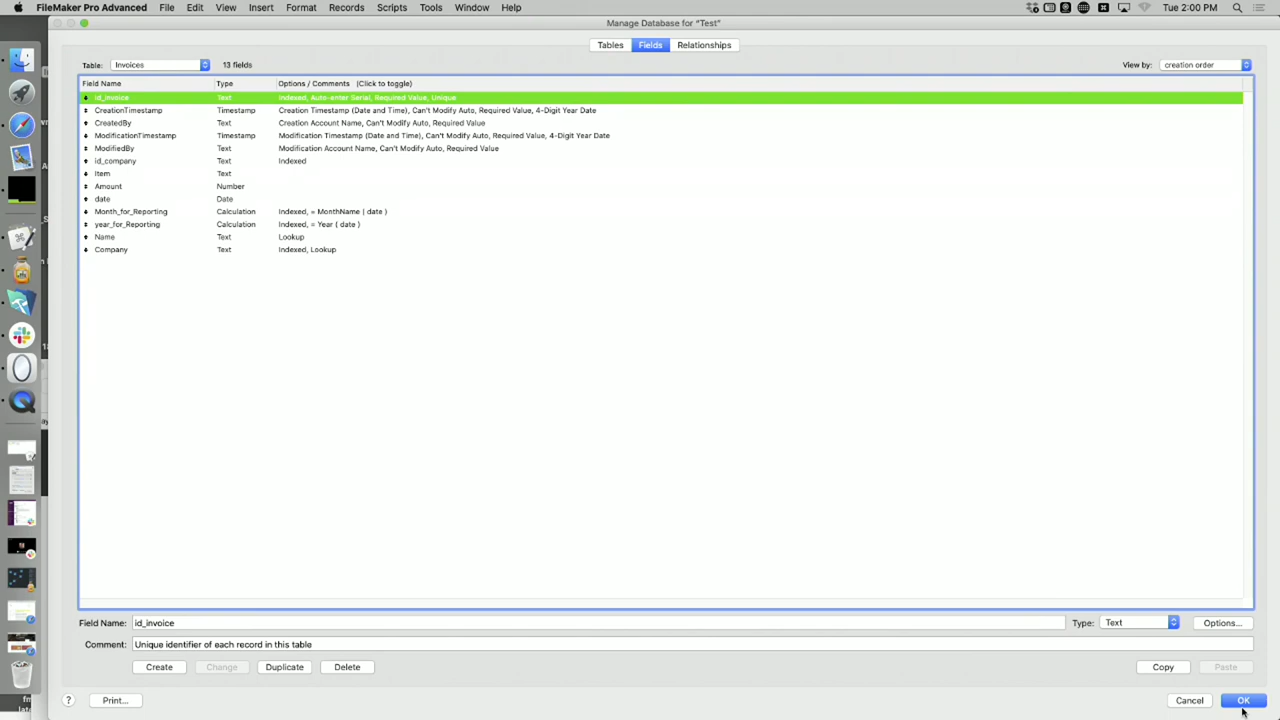 FileMaker Pro Advanced File Edit View Insert Format Records Scripts Tools Window Help Tue 2:00 PM
Manage Database for “Test”
Tables Fields Relationships
Table: Invoices 13 fields View by: creation order
Field Name Type Options / Comments (Click to toggle)
id_invoice Text Indexed, Auto-enter Serial, Required Value, Unique
CreationTimestamp Timestamp Creation Timestamp (Date and Time), Can't Modify Auto, Required Value, 4-Digit Year Date
CreatedBy Text Creation Account Name, Can't Modify Auto, Required Value
ModificationTimestamp Timestamp Modification Timestamp (Date and Time), Can't Modify Auto, Required Value, 4-Digit Year Date
ModifiedBy Text Modification Account Name, Can't Modify Auto, Required Value
id_company Text Indexed
Item Text
Amount Number
date Date
Month_for_Reporting Calculation Indexed, = MonthName ( date )
year_for_Reporting Calculation Indexed, = Year ( date )
Name Text Lookup
Company Text Indexed, Lookup
Field Name: id_invoice Type: Text Options...
Comment: Unique identifier of each record in this table
Create Change Duplicate Delete Copy Paste
? Print... Cancel OK